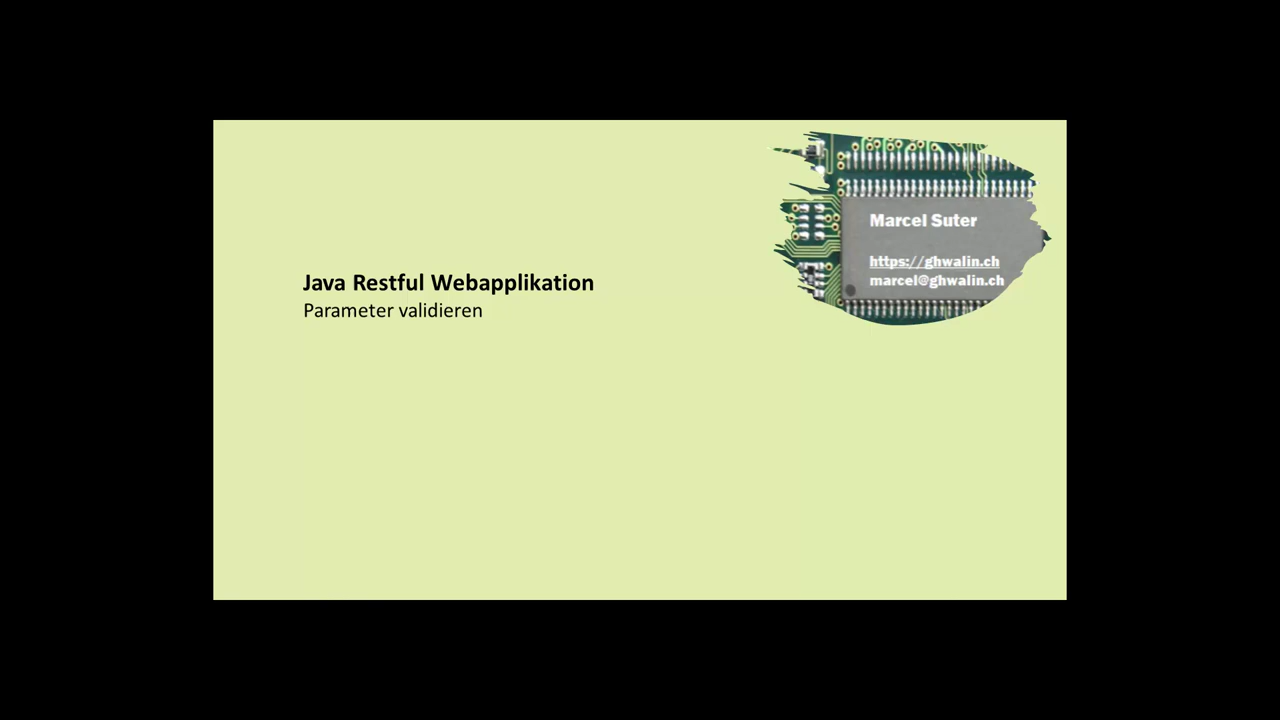 Java Restful Webapplikation
Parameter validieren
Marcel Suter
https://ghwalin.ch
marcel@ghwalin.ch